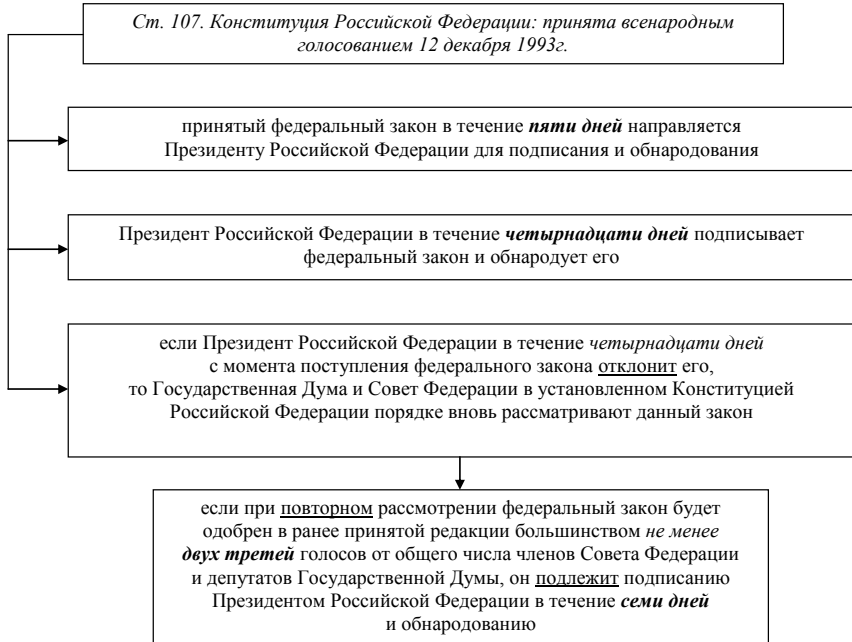 Ст. 107. Конституция Российской Федерации: принята всенародным
голосованием 12 декабря 1993г.
принятый федеральный закон в течение пяти дней направляется
Президенту Российской Федерации для подписания и обнародования
Президент Российской Федерации в течение четырнадцати дней подписывает
федеральный закон и обнародует его
если Президент Российской Федерации в течение четырнадцати дней
с момента поступления федерального закона отклонит его,
то Государственная Дума и Совет Федерации в установленном Конституцией
Российской Федерации порядке вновь рассматривают данный закон
если при повторном рассмотрении федеральный закон будет
одобрен в ранее принятой редакции большинством не менее
двух третей голосов от общего числа членов Совета Федерации
и депутатов Государственной Думы, он подлежит подписанию
Президентом Российской Федерации в течение семи дней
и обнародованию